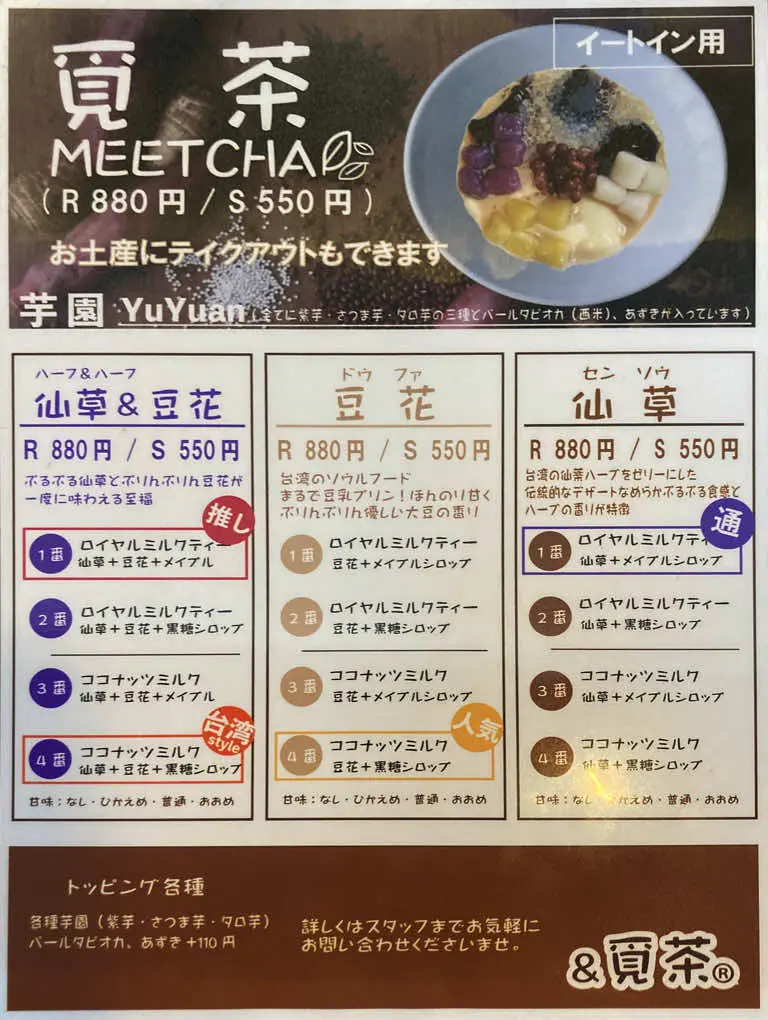 イートイン用
覓茶
MEETCHA
(R 880円 / S 550円)
お土産にテイクアウトもできます
芋園 YuYuan (全てに紫芋・さつま芋・タロ芋の三種とパールタピオカ(西米)、あずきが入っています)
ハーフ&ハーフ
仙草&豆花
R 880円 / S 550円
ぷるぷる仙草とぷりんぷりん豆花が
一度に味わえる至福
推し
1番 ロイヤルミルクティー
仙草+豆花+メイプル
2番 ロイヤルミルクティー
仙草+豆花+黒糖シロップ
3番 ココナッツミルク
仙草+豆花+メイプル
台湾
style
4番 ココナッツミルク
仙草+豆花+黒糖シロップ
甘味:なし・ひかえめ・普通・おおめ
ドウ ファ
豆花
R 880円 / S 550円
台湾のソウルフード
まるで豆乳プリン!ほんのり甘く
ぷりんぷりん優しい大豆の香り
1番 ロイヤルミルクティー
豆花+メイプルシロップ
2番 ロイヤルミルクティー
豆花+黒糖シロップ
3番 ココナッツミルク
豆花+メイプルシロップ
人気
4番 ココナッツミルク
豆花+黒糖シロップ
甘味:なし・ひかえめ・普通・おおめ
セン ソウ
仙草
R 880円 / S 550円
台湾の仙葉ハーブをゼリーにした
伝統的なデザートなめらかぷるぷる食感と
ハーブの香りが特徴
通
1番 ロイヤルミルクティー
仙草+メイプルシロップ
2番 ロイヤルミルクティー
仙草+黒糖シロップ
3番 ココナッツミルク
仙草+メイプルシロップ
4番 ココナッツミルク
仙草+黒糖シロップ
甘味:なし・ひかえめ・普通・おおめ
トッピング各種
各種芋園(紫芋・さつま芋・タロ芋)
パールタピオカ、あずき+110円
詳しくはスタッフまでお気軽に
お問い合わせくださいませ。
&覓茶®